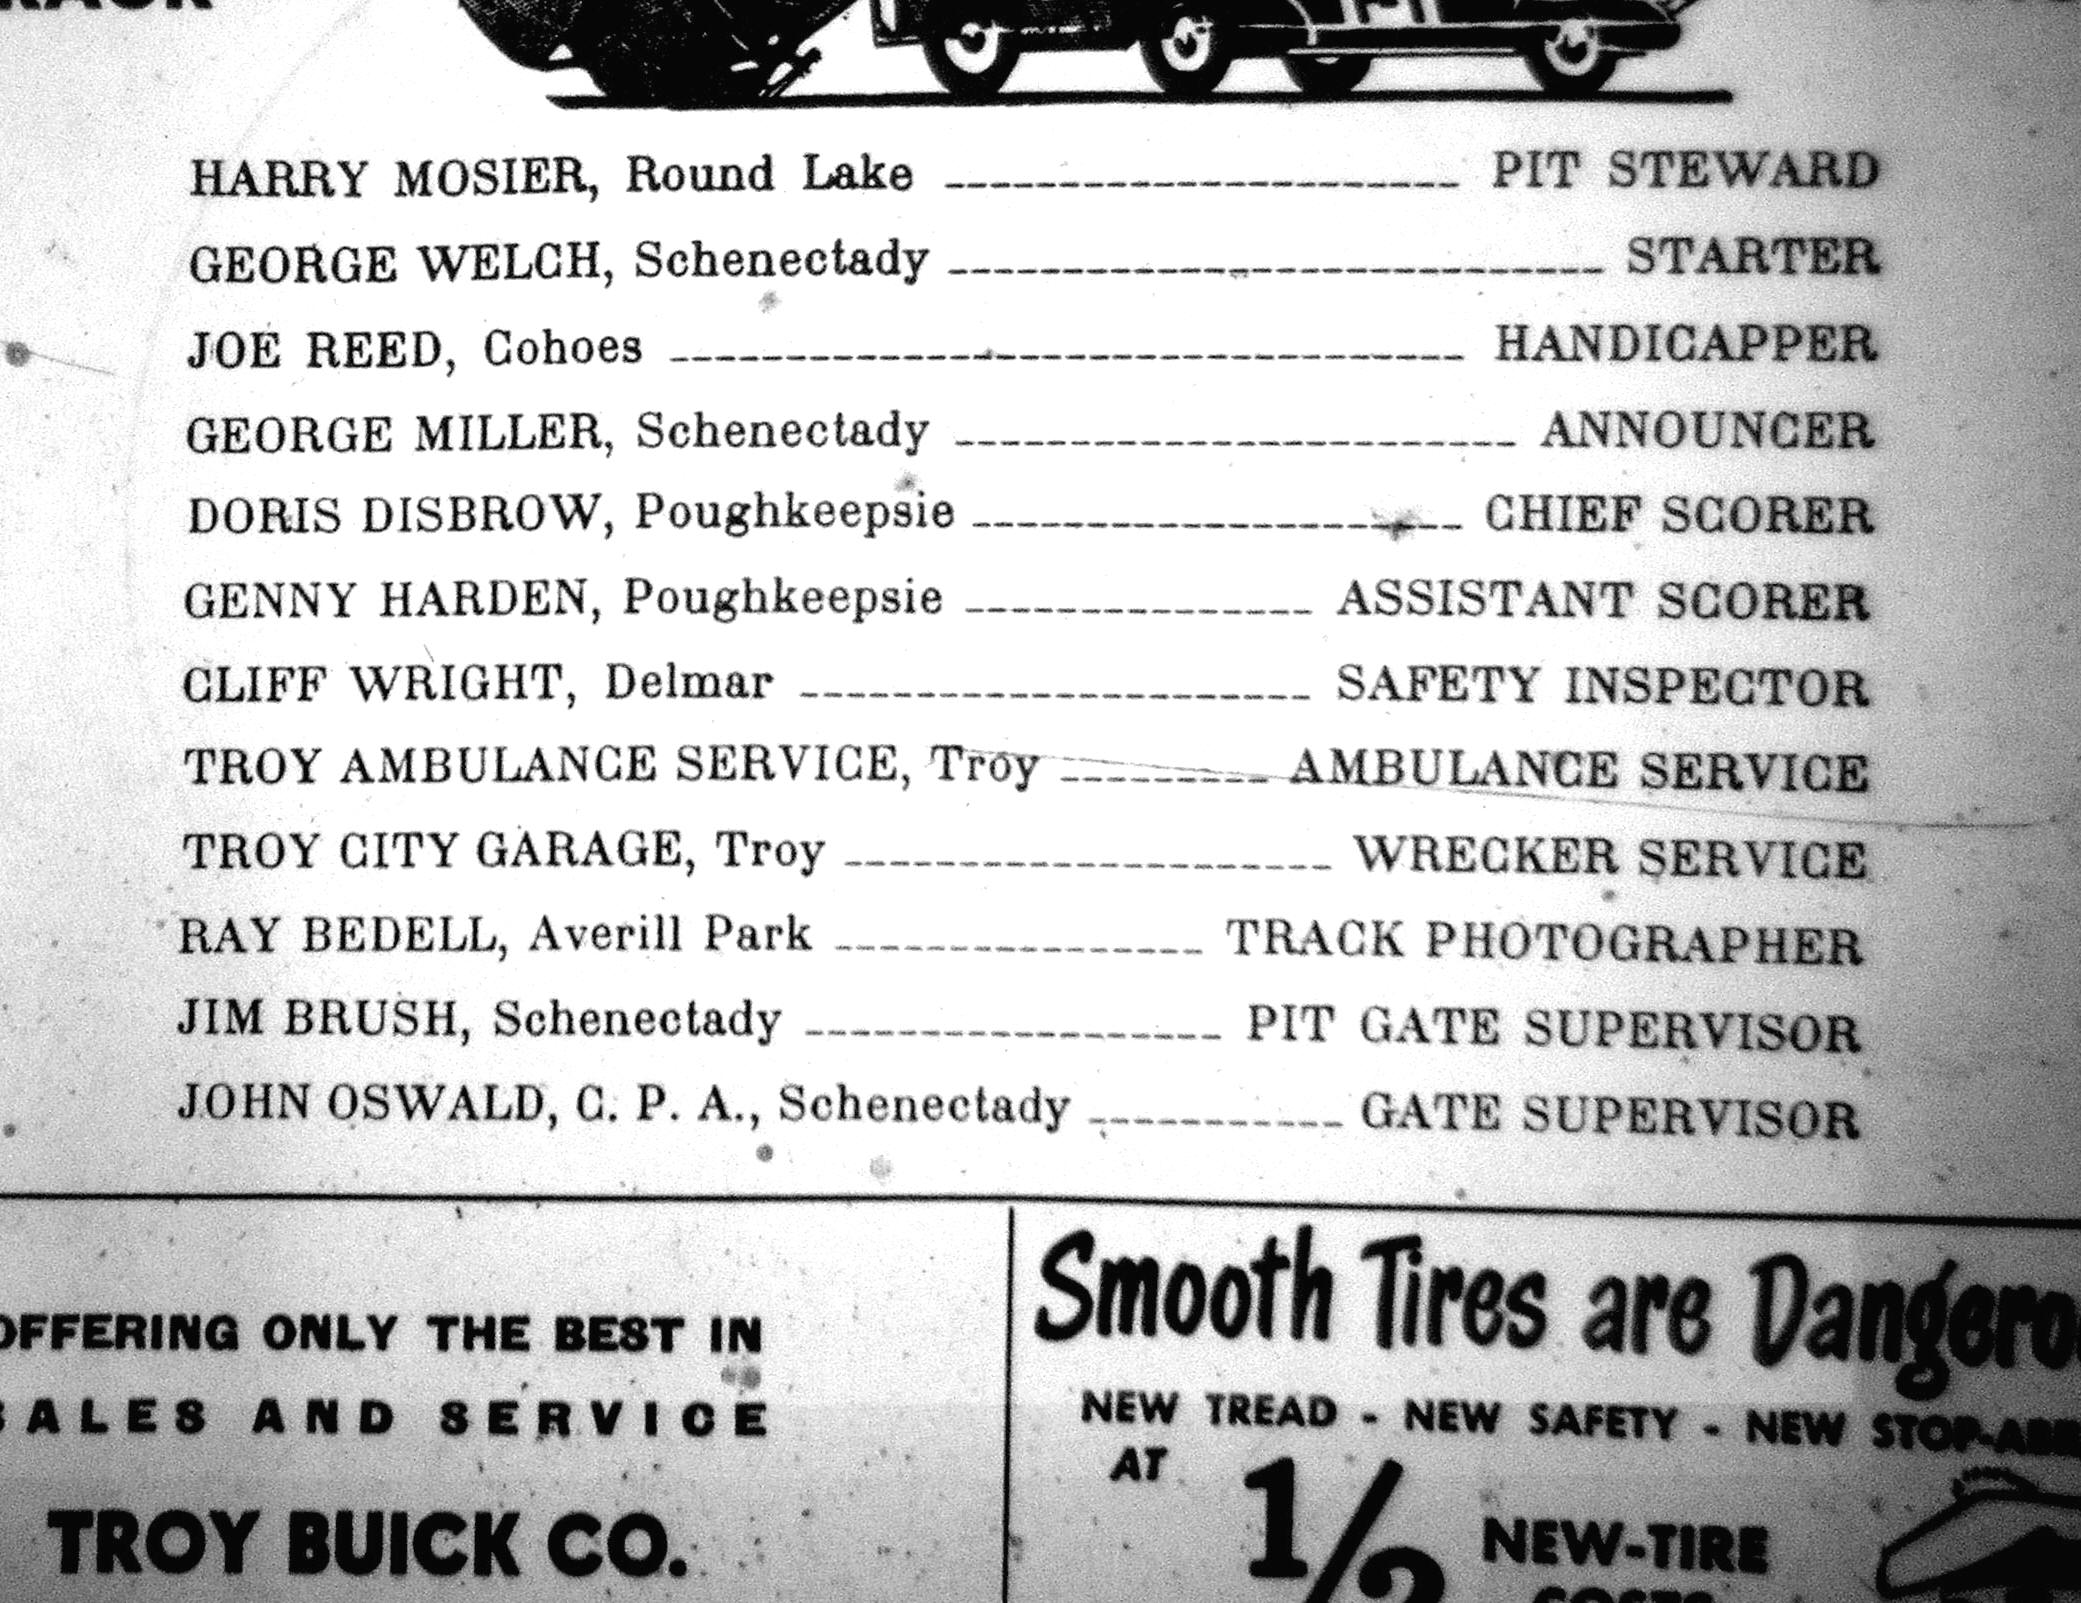 HARRY MOSIER, Round Lake ---------------------- PIT STEWARD
GEORGE WELCH, Schenectady ---------------------------- STARTER
JOE REED, Cohoes ---------------------------------- HANDICAPPER
GEORGE MILLER, Schenectady ------------------------ ANNOUNCER
DORIS DISBROW, Poughkeepsie --------------------- CHIEF SCORER
GENNY HARDEN, Poughkeepsie --------------- ASSISTANT SCORER
CLIFF WRIGHT, Delmar ---------------------- SAFETY INSPECTOR
TROY AMBULANCE SERVICE, Troy --------- AMBULANCE SERVICE
TROY CITY GARAGE, Troy --------------------- WRECKER SERVICE
RAY BEDELL, Averill Park ---------------- TRACK PHOTOGRAPHER
JIM BRUSH, Schenectady ------------------ PIT GATE SUPERVISOR
JOHN OSWALD, C. P. A., Schenectady ----------- GATE SUPERVISOR
OFFERING ONLY THE BEST IN
SALES AND SERVICE
TROY BUICK CO.
Smooth Tires are Dangero
NEW TREAD - NEW SAFETY - NEW
AT
1/2
NEW-TIRE
COSTS